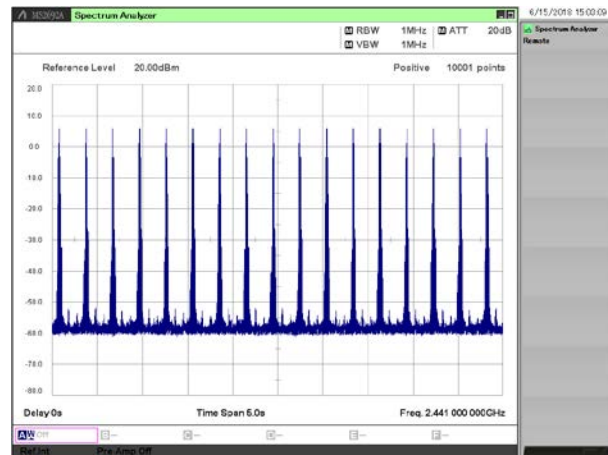 MS2692A Spectrum Analyzer
6/15/2018 15:03:09
M RBW 1MHz M ATT 20dB
M VBW 1MHz
Spectrum Analyzer
Remote
Reference Level 20.00dBm Positive 10001 points
20.0
10.0
0.0
-10.0
-20.0
-30.0
-40.0
-50.0
-60.0
-70.0
-80.0
Delay 0s Time Span 5.0s Freq. 2.441 000 000GHz
Off
Ref.Int Pre-Amp Off